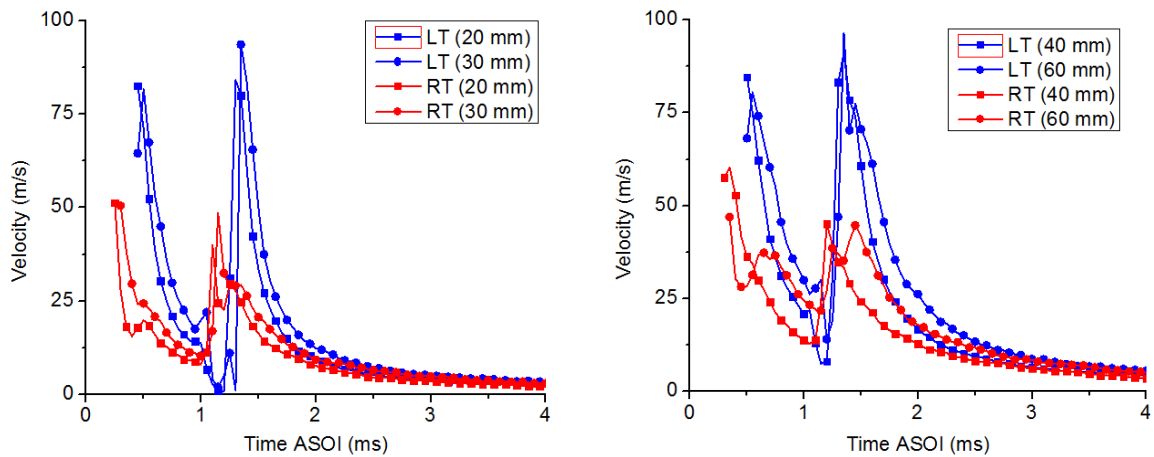 100
75
50
25
0
Velocity (m/s)
LT (20 mm)
LT (30 mm)
RT (20 mm)
RT (30 mm)
0 1 2 3 4
Time ASOI (ms)
100
75
50
25
0
Velocity (m/s)
LT (40 mm)
LT (60 mm)
RT (40 mm)
RT (60 mm)
0 1 2 3 4
Time ASOI (ms)